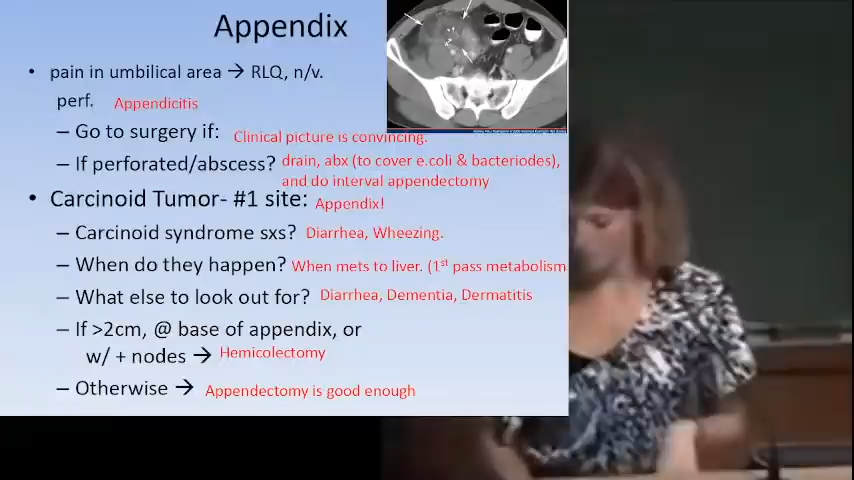 Appendix
• pain in umbilical area → RLQ, n/v.
perf. Appendicitis
– Go to surgery if: Clinical picture is convincing.
– If perforated/abscess? drain, abx (to cover e.coli & bacteriodes),
and do interval appendectomy
• Carcinoid Tumor- #1 site: Appendix!
– Carcinoid syndrome sxs? Diarrhea, Wheezing.
– When do they happen? When mets to liver. (1st pass metabolism
– What else to look out for? Diarrhea, Dementia, Dermatitis
– If >2cm, @ base of appendix, or
w/ + nodes → Hemicolectomy
– Otherwise → Appendectomy is good enough